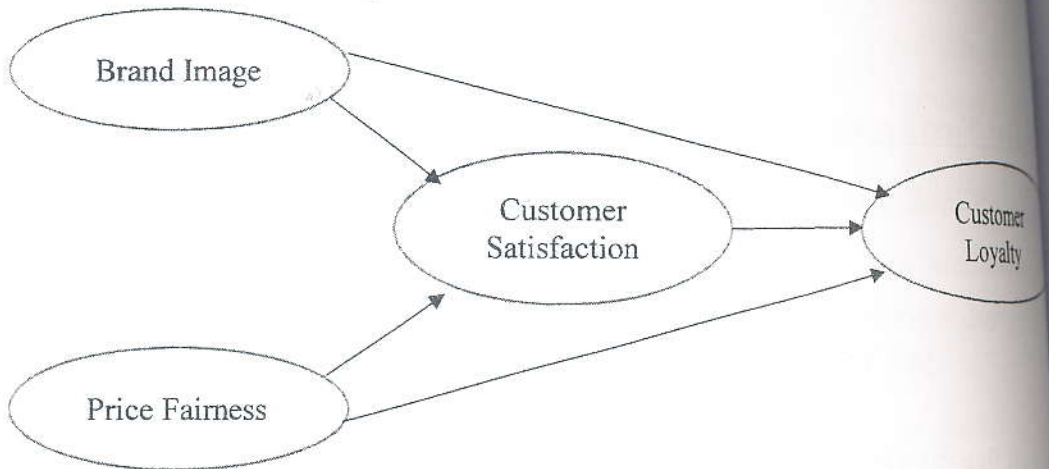 Brand Image
Customer
Satisfaction
Customer
Loyalty
Price Fairness